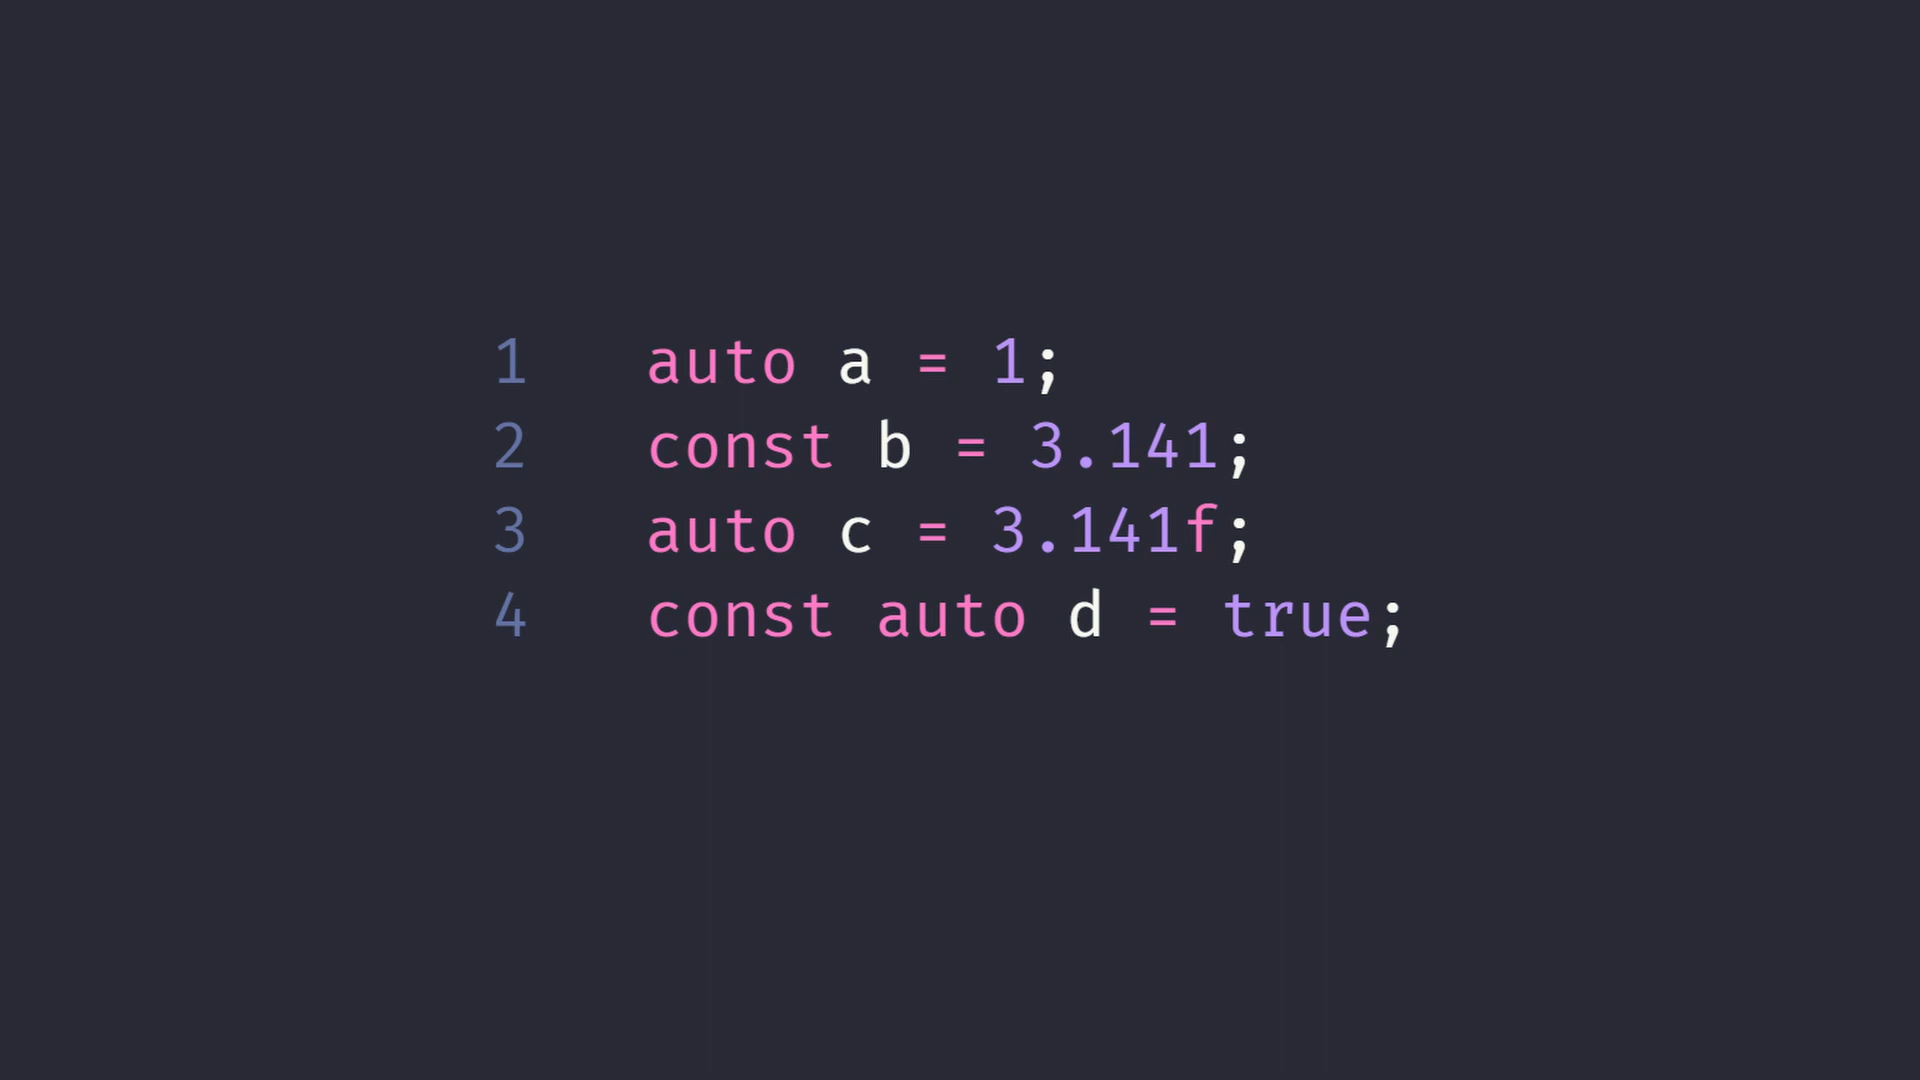 1 auto a = 1;
2 const b = 3.141;
3 auto c = 3.141f;
4 const auto d = true;